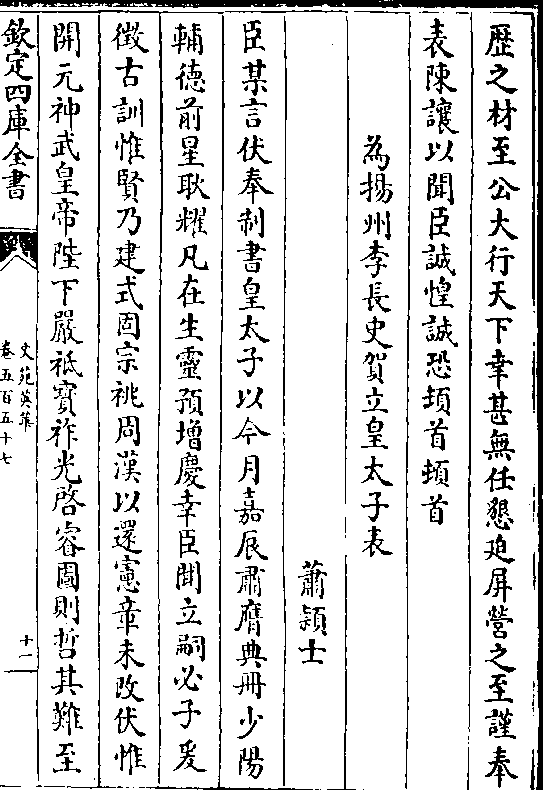 歴之材至公大行天下幸甚無任懇迫屏營之至謹奉
表陳讓以聞臣誠惶誠恐頓首頓首
為揚州李長史賀立皇太子表
蕭穎士
臣某言伏奉制書皇太子以今月嘉辰肅膺典冊少陽
輔德前星耿耀凡在生靈預增慶幸臣聞立嗣必子爰
徴古訓惟賢乃建式固宗祧周漢以還憲章未改伏惟
開元神武皇帝陛下嚴祗寳祚光啓睿圖則哲其難至
欽定四庫全書
文苑英華
卷五百五十七
十一